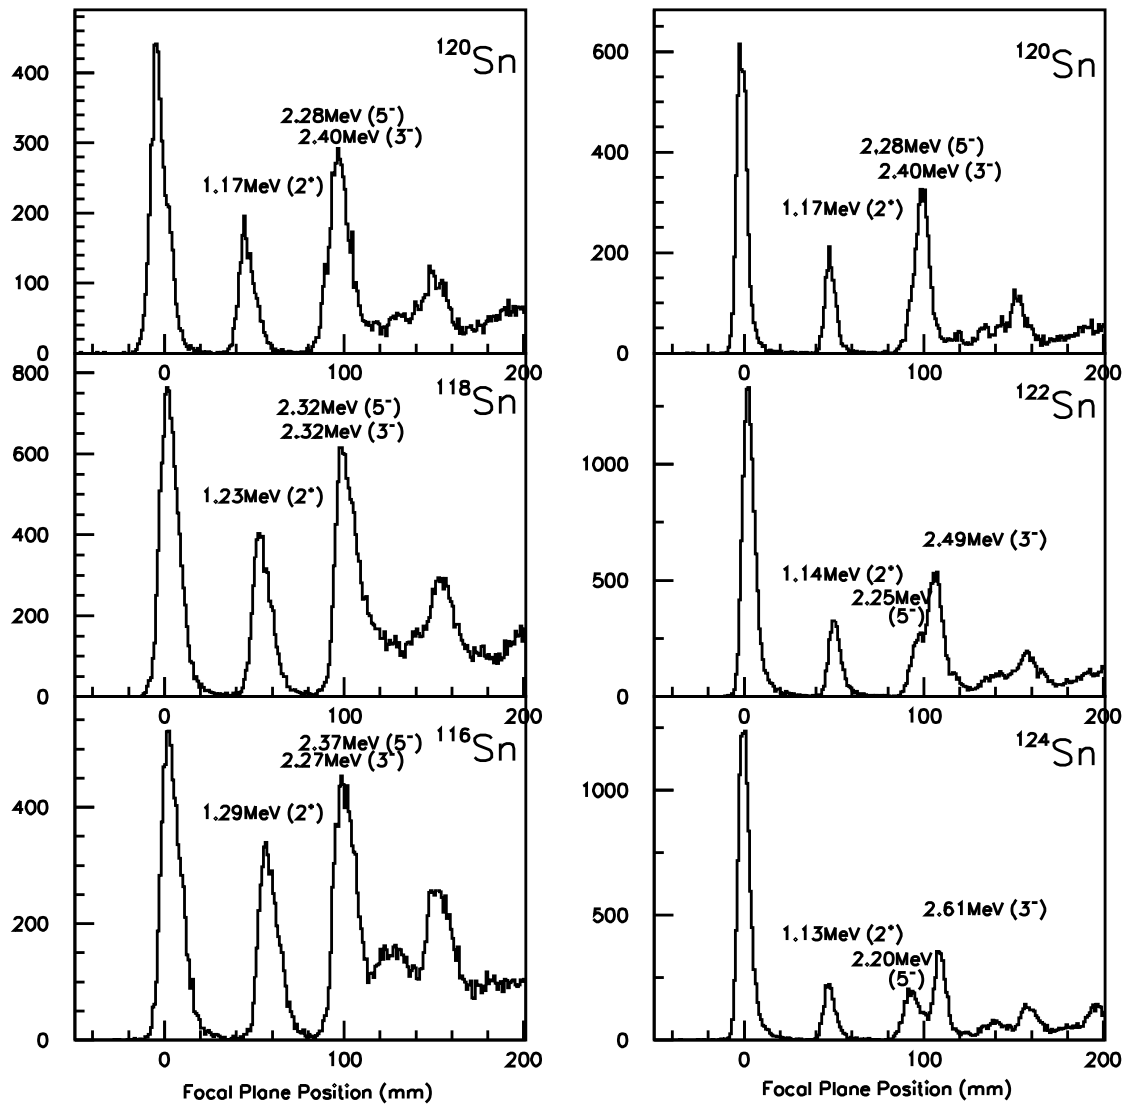 120Sn
2.28MeV (5-)
2.40MeV (3-)
1.17MeV (2+)
400
300
200
100
0
0 100 200
118Sn
2.32MeV (5-)
2.32MeV (3-)
1.23MeV (2+)
800
600
400
200
0
0 100 200
116Sn
2.37MeV (5-)
2.27MeV (3-)
1.29MeV (2+)
400
200
0
0 100 200
Focal Plane Position (mm)
120Sn
2.28MeV (5-)
2.40MeV (3-)
1.17MeV (2+)
600
400
200
0
0 100 200
122Sn
2.49MeV (3-)
1.14MeV (2+)
2.25MeV
(5-)
1000
500
0
0 100 200
124Sn
2.61MeV (3-)
1.13MeV (2+)
2.20MeV
(5-)
1000
500
0
0 100 200
Focal Plane Position (mm)